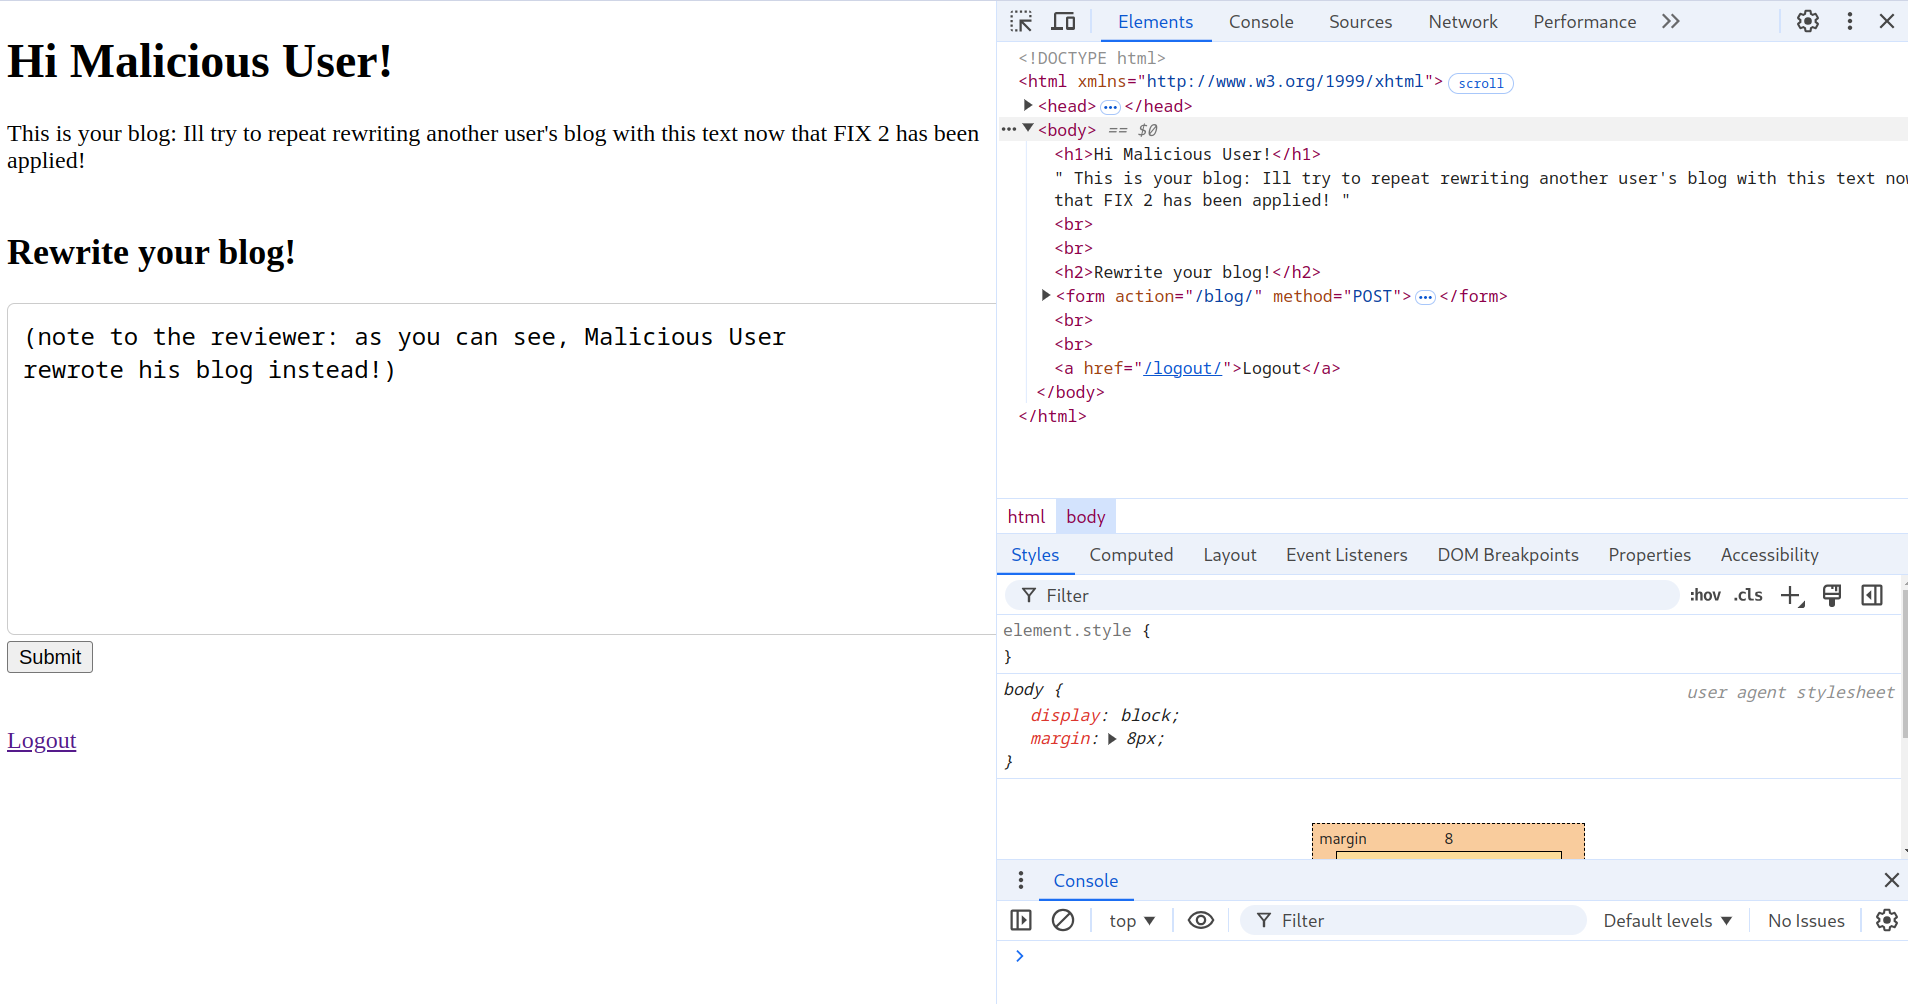 Hi Malicious User!
This is your blog: Ill try to repeat rewriting another user's blog with this text now that FIX 2 has been
applied!
Rewrite your blog!
(note to the reviewer: as you can see, Malicious User
rewrote his blog instead!)
Submit
Logout
Elements Console Sources Network Performance
<!DOCTYPE html>
<html xmlns="http://www.w3.org/1999/xhtml"> scroll
<head> ••• </head>
••• <body> == $0
<h1>Hi Malicious User!</h1>
" This is your blog: Ill try to repeat rewriting another user's blog with this text
that FIX 2 has been applied! "
<br>
<br>
<h2>Rewrite your blog!</h2>
<form action="/blog/" method="POST"> ••• </form>
<br>
<br>
<a href="/logout/">Logout</a>
</body>
</html>
html body
Styles Computed Layout Event Listeners DOM Breakpoints Properties Accessibility
Filter :hov .cls
element.style {
}
body { user agent stylesheet
display: block;
margin: 8px;
}
margin 8
Console
top Filter Default levels No Issues